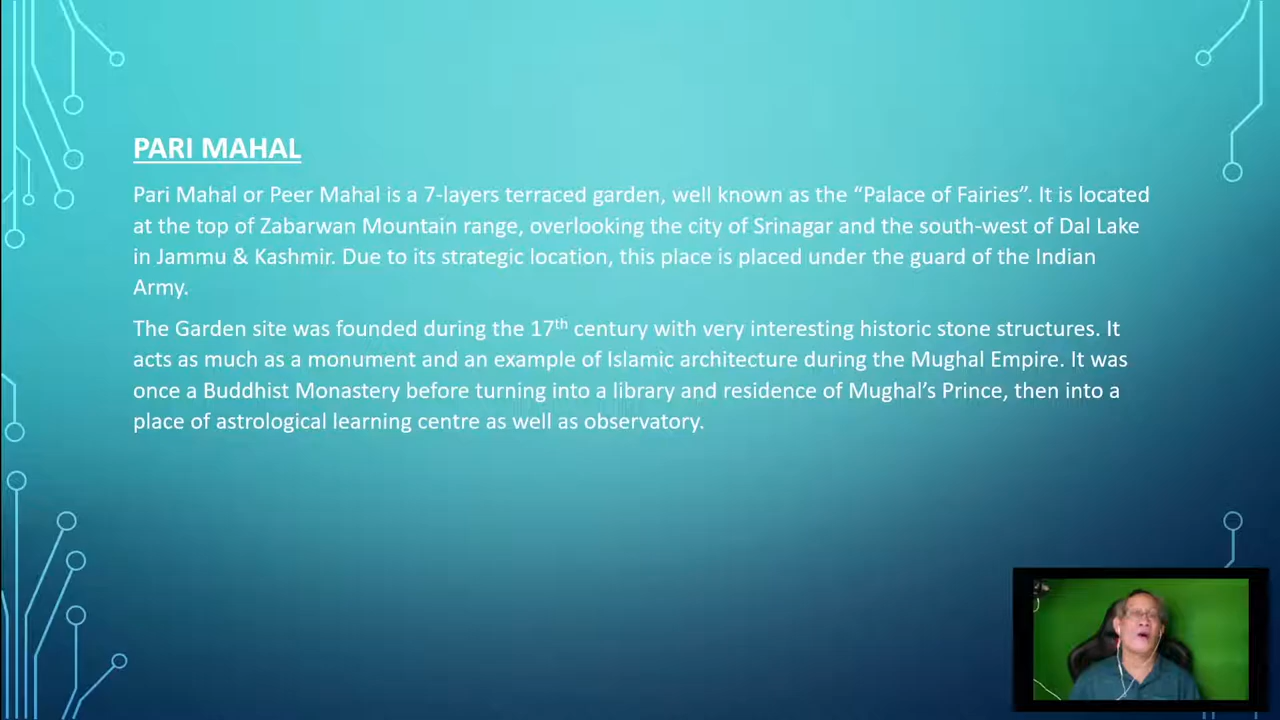 PARI MAHAL
Pari Mahal or Peer Mahal is a 7-layers terraced garden, well known as the “Palace of Fairies”. It is located
at the top of Zabarwan Mountain range, overlooking the city of Srinagar and the south-west of Dal Lake
in Jammu & Kashmir. Due to its strategic location, this place is placed under the guard of the Indian
Army.
The Garden site was founded during the 17th century with very interesting historic stone structures. It
acts as much as a monument and an example of Islamic architecture during the Mughal Empire. It was
once a Buddhist Monastery before turning into a library and residence of Mughal’s Prince, then into a
place of astrological learning centre as well as observatory.